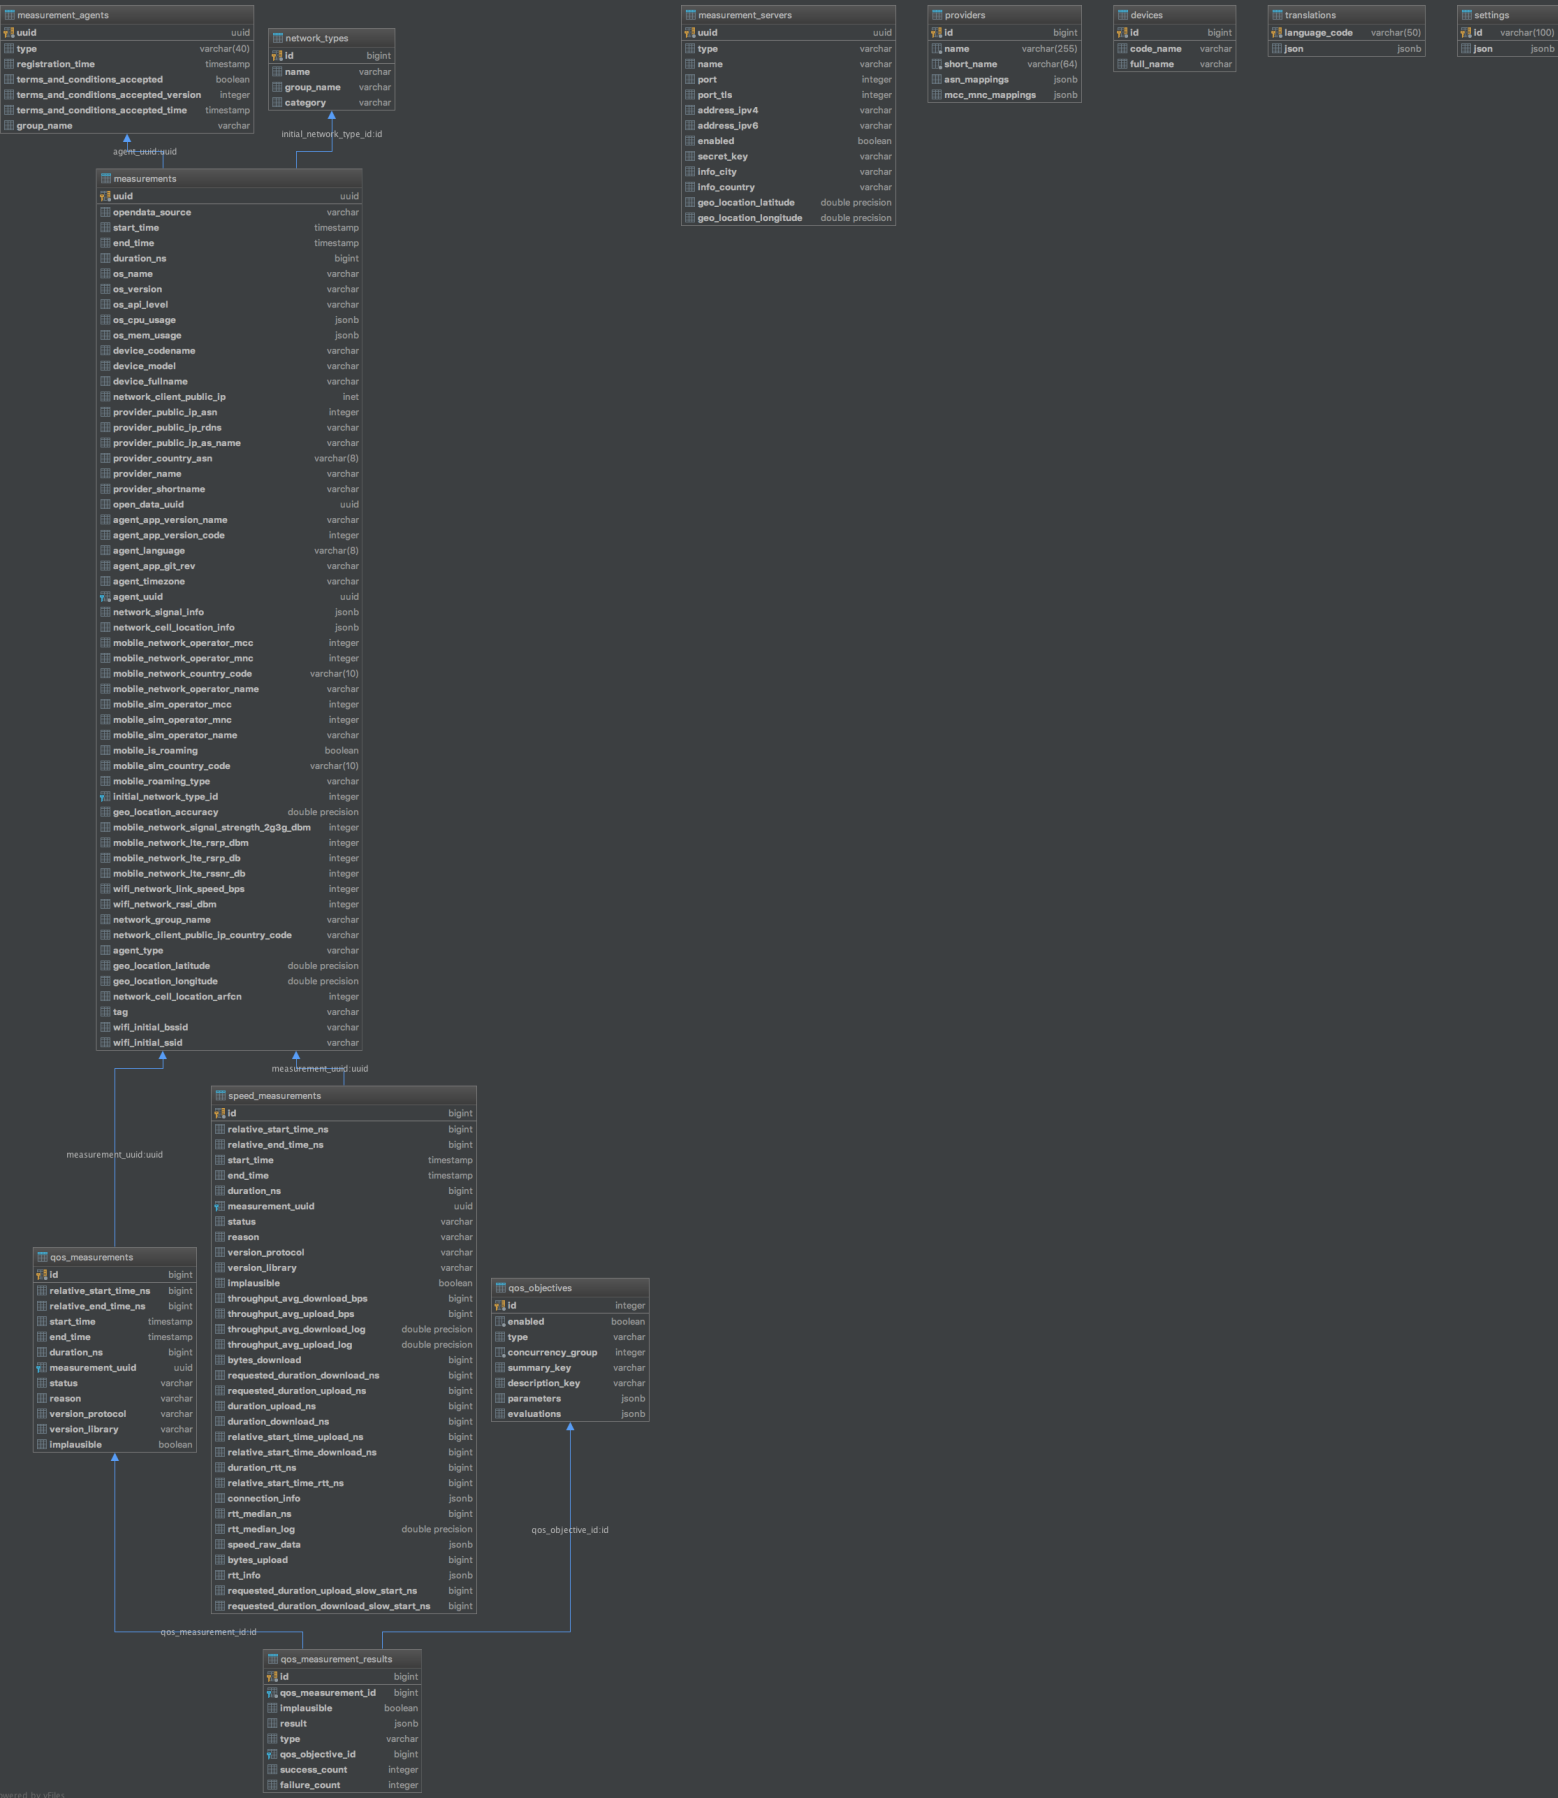 measurement_agents
uuid uuid
type varchar(40)
registration_time timestamp
terms_and_conditions_accepted boolean
terms_and_conditions_accepted_version integer
terms_and_conditions_accepted_time timestamp
group_name varchar
network_types
id bigint
name varchar
group_name varchar
category varchar
measurement_servers
uuid uuid
type varchar
name varchar
port integer
port_tls integer
address_ipv4 varchar
address_ipv6 varchar
enabled boolean
secret_key varchar
info_city varchar
info_country varchar
geo_location_latitude double precision
geo_location_longitude double precision
providers
id bigint
name varchar(255)
short_name varchar(64)
asn_mappings jsonb
mcc_mnc_mappings jsonb
devices
id bigint
code_name varchar
full_name varchar
translations
language_code varchar(50)
json jsonb
settings
id varchar(100)
json jsonb
initial_network_type_id:id
agent_uuid:uuid
measurements
uuid uuid
opendata_source varchar
start_time timestamp
end_time timestamp
duration_ns bigint
os_name varchar
os_version varchar
os_api_level varchar
os_cpu_usage jsonb
os_mem_usage jsonb
device_codename varchar
device_model varchar
device_fullname varchar
network_client_public_ip inet
provider_public_ip_asn integer
provider_public_ip_rdns varchar
provider_public_ip_as_name varchar
provider_country_asn varchar(8)
provider_name varchar
provider_shortname varchar
open_data_uuid uuid
agent_app_version_name varchar
agent_app_version_code integer
agent_language varchar(8)
agent_app_git_rev varchar
agent_timezone varchar
agent_uuid uuid
network_signal_info jsonb
network_cell_location_info jsonb
mobile_network_operator_mcc integer
mobile_network_operator_mnc integer
mobile_network_country_code varchar(10)
mobile_network_operator_name varchar
mobile_sim_operator_mcc integer
mobile_sim_operator_mnc integer
mobile_sim_operator_name varchar
mobile_is_roaming boolean
mobile_sim_country_code varchar(10)
mobile_roaming_type varchar
initial_network_type_id integer
geo_location_accuracy double precision
mobile_network_signal_strength_2g3g_dbm integer
mobile_network_lte_rsrp_dbm integer
mobile_network_lte_rsrp_db integer
mobile_network_lte_rssnr_db integer
wifi_network_link_speed_bps integer
wifi_network_rssi_dbm integer
network_group_name varchar
network_client_public_ip_country_code varchar
agent_type varchar
geo_location_latitude double precision
geo_location_longitude double precision
network_cell_location_arfcn integer
tag varchar
wifi_initial_bssid varchar
wifi_initial_ssid varchar
measurement_uuid:uuid
speed_measurements
id bigint
relative_start_time_ns bigint
relative_end_time_ns bigint
start_time timestamp
end_time timestamp
duration_ns bigint
measurement_uuid uuid
status varchar
reason varchar
version_protocol varchar
version_library varchar
implausible boolean
throughput_avg_download_bps bigint
throughput_avg_upload_bps bigint
throughput_avg_download_log double precision
throughput_avg_upload_log double precision
bytes_download bigint
requested_duration_download_ns bigint
requested_duration_upload_ns bigint
duration_upload_ns bigint
duration_download_ns bigint
relative_start_time_upload_ns bigint
relative_start_time_download_ns bigint
duration_rtt_ns bigint
relative_start_time_rtt_ns bigint
connection_info jsonb
rtt_median_ns bigint
rtt_median_log double precision
speed_raw_data jsonb
bytes_upload bigint
rtt_info jsonb
requested_duration_upload_slow_start_ns bigint
requested_duration_download_slow_start_ns bigint
measurement_uuid:uuid
qos_measurements
id bigint
relative_start_time_ns bigint
relative_end_time_ns bigint
start_time timestamp
end_time timestamp
duration_ns bigint
measurement_uuid uuid
status varchar
reason varchar
version_protocol varchar
version_library varchar
implausible boolean
qos_objectives
id integer
enabled boolean
type varchar
concurrency_group integer
summary_key varchar
description_key varchar
parameters jsonb
evaluations jsonb
qos_objective_id:id
qos_measurement_id:id
qos_measurement_results
id bigint
qos_measurement_id bigint
implausible boolean
result jsonb
type varchar
qos_objective_id bigint
success_count integer
failure_count integer
owered by yFiles